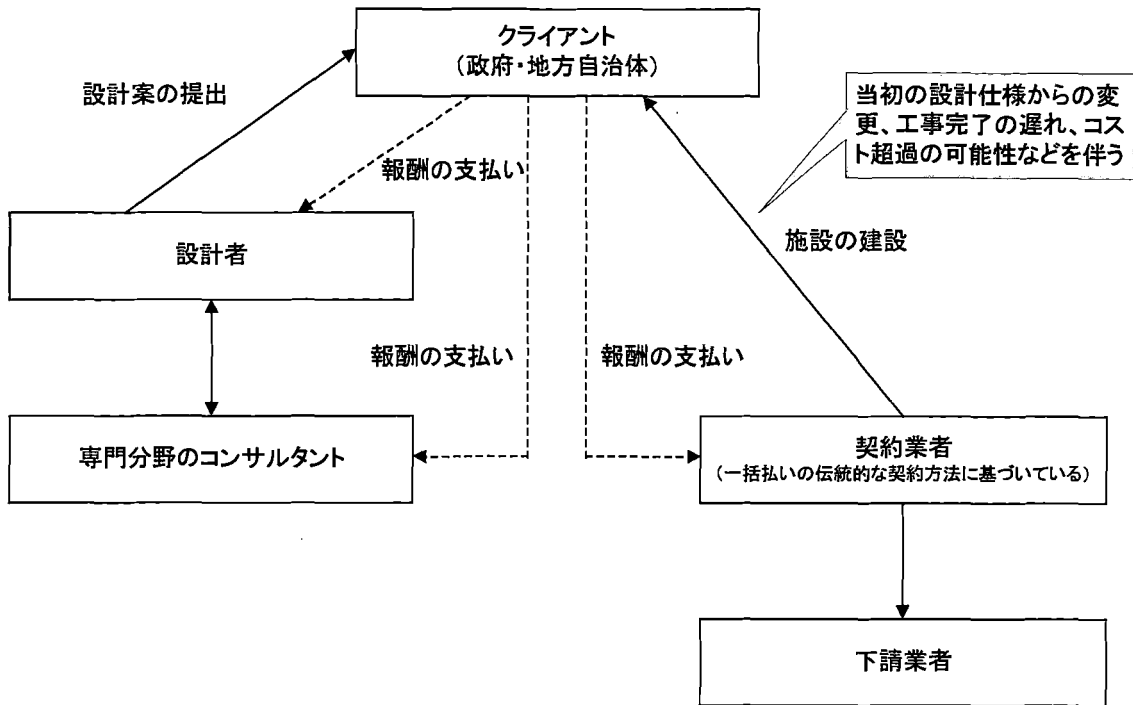 クライアント
（政府・地方自治体）
設計案の提出
当初の設計仕様からの変
更、工事完了の遅れ、コス
ト超過の可能性などを伴う
報酬の支払い
設計者
施設の建設
報酬の支払い
報酬の支払い
専門分野のコンサルタント
契約業者
（一括払いの伝統的な契約方法に基づいている）
下請業者